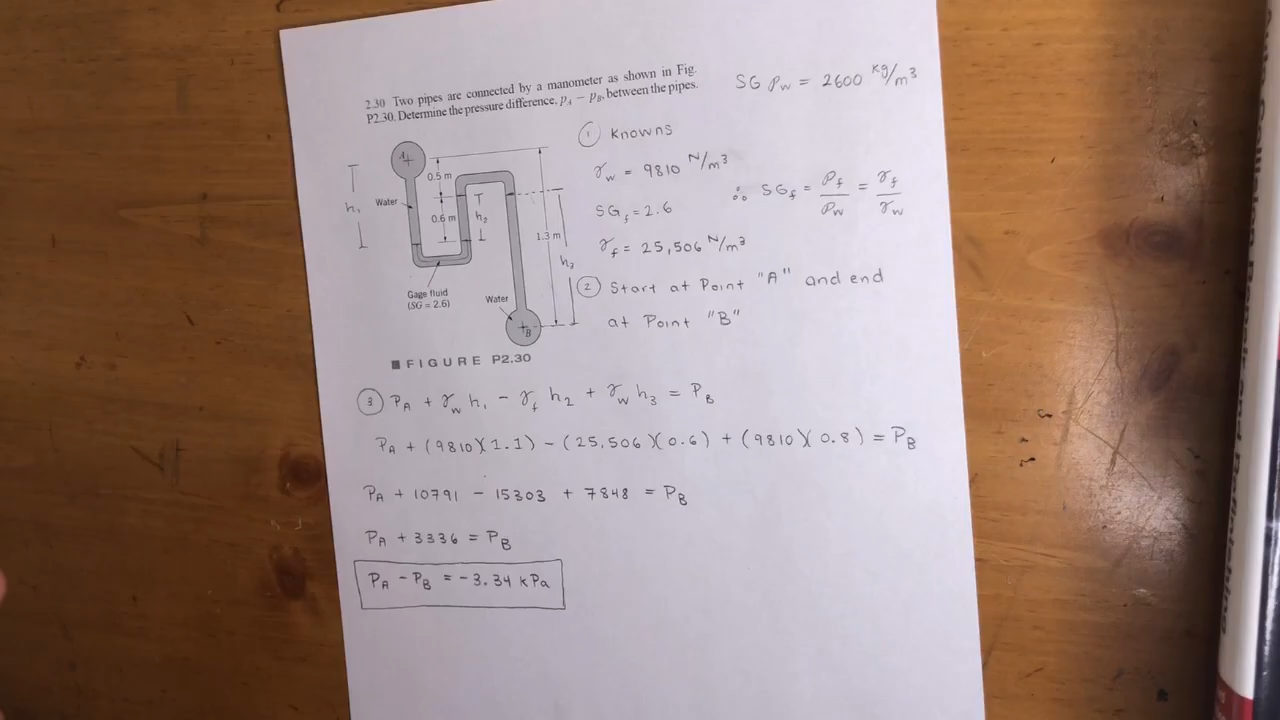 2.30 Two pipes are connected by a manometer as shown in Fig.
P2.30. Determine the pressure difference, pA − pB, between the pipes.
SG ρw = 2600 kg/m³
① Knowns
γw = 9810 N/m³
SGf = 2.6
∴ SGf = ρf/ρw = γf/γw
γf = 25,506 N/m³
② Start at Point "A" and end
at Point "B"
A
0.5 m
Water
h₁
0.6 m
h₂
1.3 m
h₃
Gage fluid
(SG = 2.6)
Water
B
■ FIGURE P2.30
③ PA + γw h₁ − γf h₂ + γw h₃ = PB
PA + (9810)(1.1) − (25,506)(0.6) + (9810)(0.8) = PB
PA + 10791 − 15303 + 7848 = PB
PA + 3336 = PB
PA − PB = −3.34 kPa